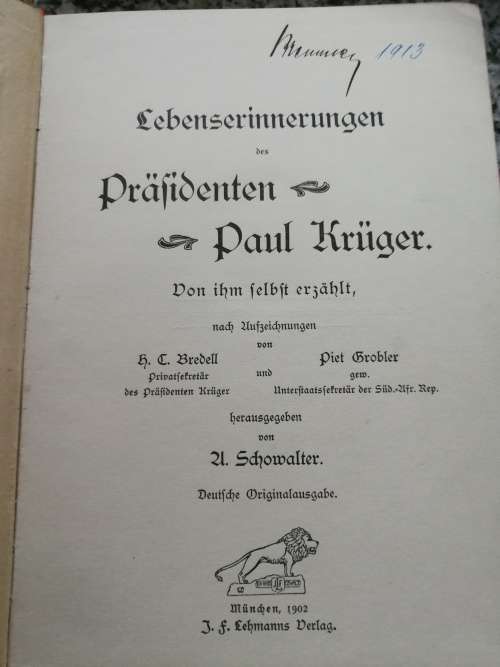 1913
Lebenserinnerungen
des
Präsidenten
Paul Krüger.
Von ihm selbst erzählt,
nach Aufzeichnungen
von
H. C. Bredell und Piet Grobler
Privatsekretär gew.
des Präsidenten Krüger Unterstaatssekretär der Süd.-Afr. Rep.
herausgegeben
von
A. Schowalter.
Deutsche Originalausgabe.
München, 1902
J. F. Lehmanns Verlag.